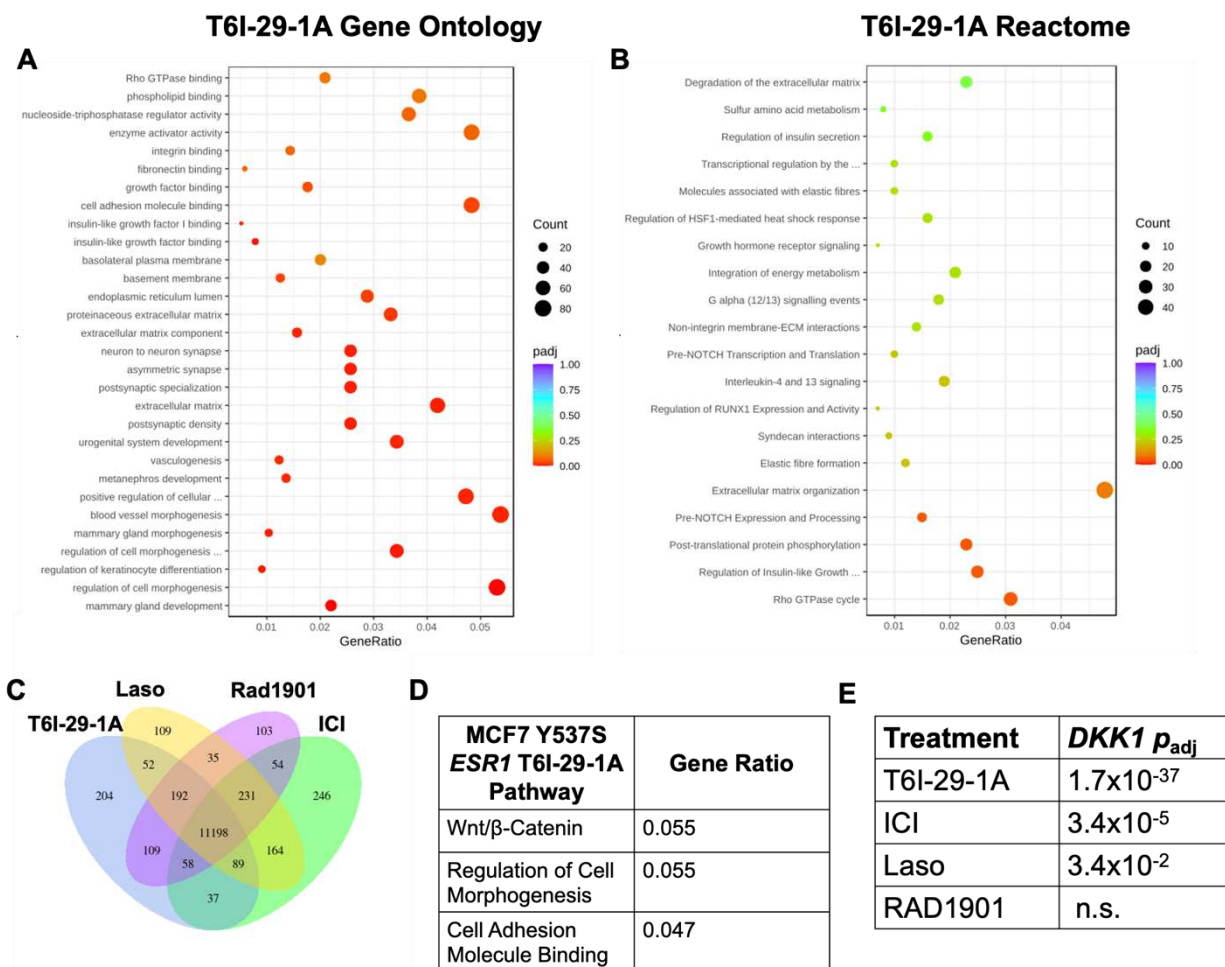 T6I-29-1A Gene Ontology
A
Rho GTPase binding
phospholipid binding
nucleoside-triphosphatase regulator activity
enzyme activator activity
integrin binding
fibronectin binding
growth factor binding
cell adhesion molecule binding
insulin-like growth factor I binding
insulin-like growth factor binding
basolateral plasma membrane
basement membrane
endoplasmic reticulum lumen
proteinaceous extracellular matrix
extracellular matrix component
neuron to neuron synapse
asymmetric synapse
postsynaptic specialization
extracellular matrix
postsynaptic density
urogenital system development
vasculogenesis
metanephros development
positive regulation of cellular ...
blood vessel morphogenesis
mammary gland morphogenesis
regulation of cell morphogenesis ...
regulation of keratinocyte differentiation
regulation of cell morphogenesis
mammary gland development
0.01 0.02 0.03 0.04 0.05
GeneRatio
Count
20
40
60
80
padj
1.00
0.75
0.50
0.25
0.00
T6I-29-1A Reactome
B
Degradation of the extracellular matrix
Sulfur amino acid metabolism
Regulation of insulin secretion
Transcriptional regulation by the ...
Molecules associated with elastic fibres
Regulation of HSF1-mediated heat shock response
Growth hormone receptor signaling
Integration of energy metabolism
G alpha (12/13) signalling events
Non-integrin membrane-ECM interactions
Pre-NOTCH Transcription and Translation
Interleukin-4 and 13 signaling
Regulation of RUNX1 Expression and Activity
Syndecan interactions
Elastic fibre formation
Extracellular matrix organization
Pre-NOTCH Expression and Processing
Post-translational protein phosphorylation
Regulation of Insulin-like Growth ...
Rho GTPase cycle
0.01 0.02 0.03 0.04
GeneRatio
Count
10
20
30
40
padj
1.00
0.75
0.50
0.25
0.00
C
Laso Rad1901
T6I-29-1A ICI
109 103
52 35 54
204 192 231 246
11198
109 58 89 164
37
D
MCF7 Y537S Gene Ratio
ESR1 T6I-29-1A
Pathway
Wnt/β-Catenin 0.055
Regulation of Cell 0.055
Morphogenesis
Cell Adhesion 0.047
Molecule Binding
E
Treatment DKK1 padj
T6I-29-1A 1.7x10-37
ICI 3.4x10-5
Laso 3.4x10-2
RAD1901 n.s.